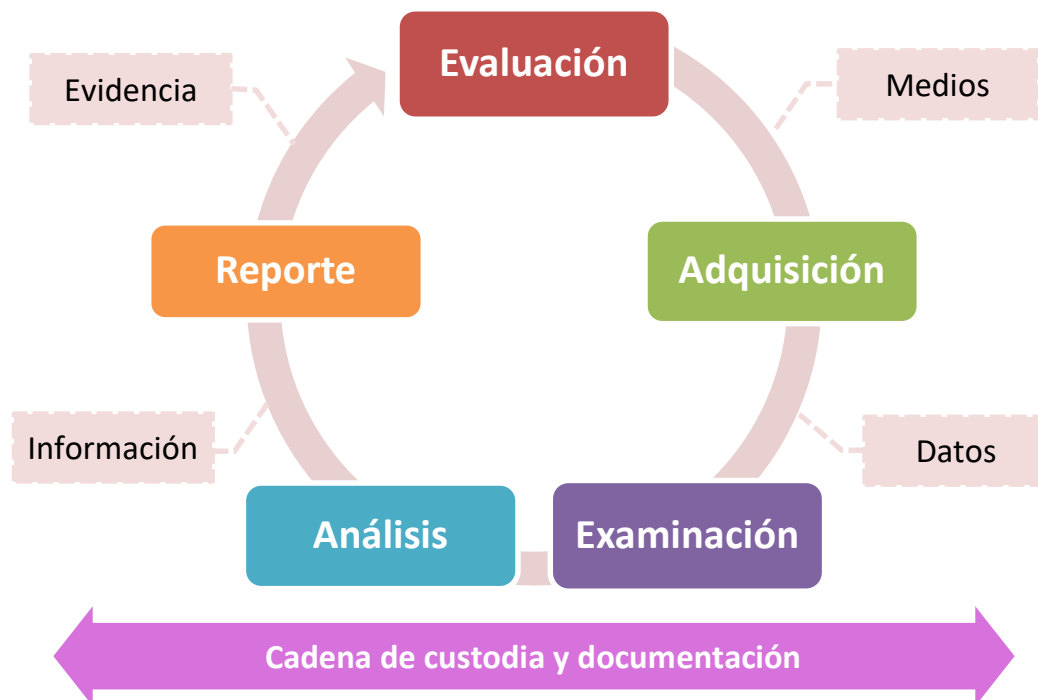 Evaluación
Evidencia
Medios
Reporte
Adquisición
Información
Datos
Análisis
Examinación
Cadena de custodia y documentación